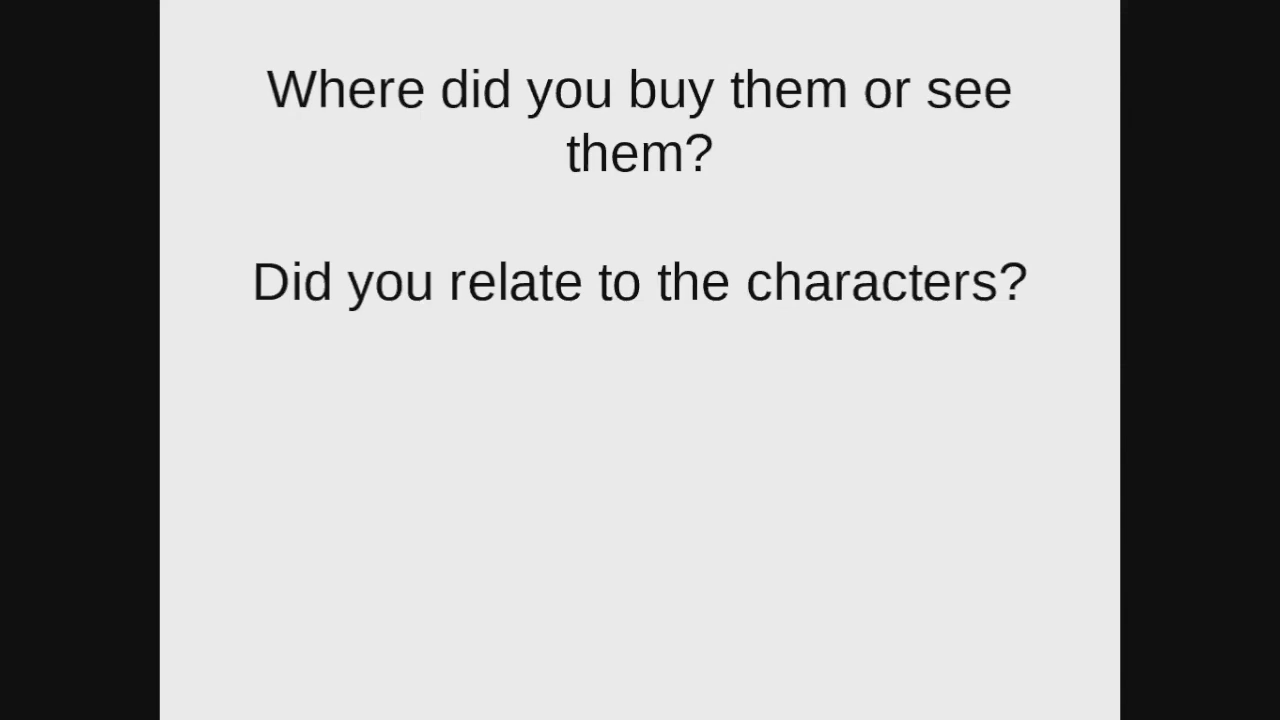 Where did you buy them or see
them?
Did you relate to the characters?